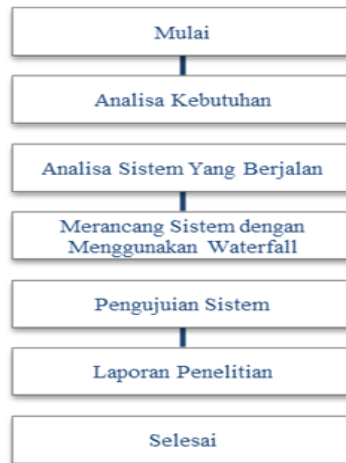 Mulai
Analisa Kebutuhan
Analisa Sistem Yang Berjalan
Merancang Sistem dengan
Menggunakan Waterfall
Pengujuian Sistem
Laporan Penelitian
Selesai